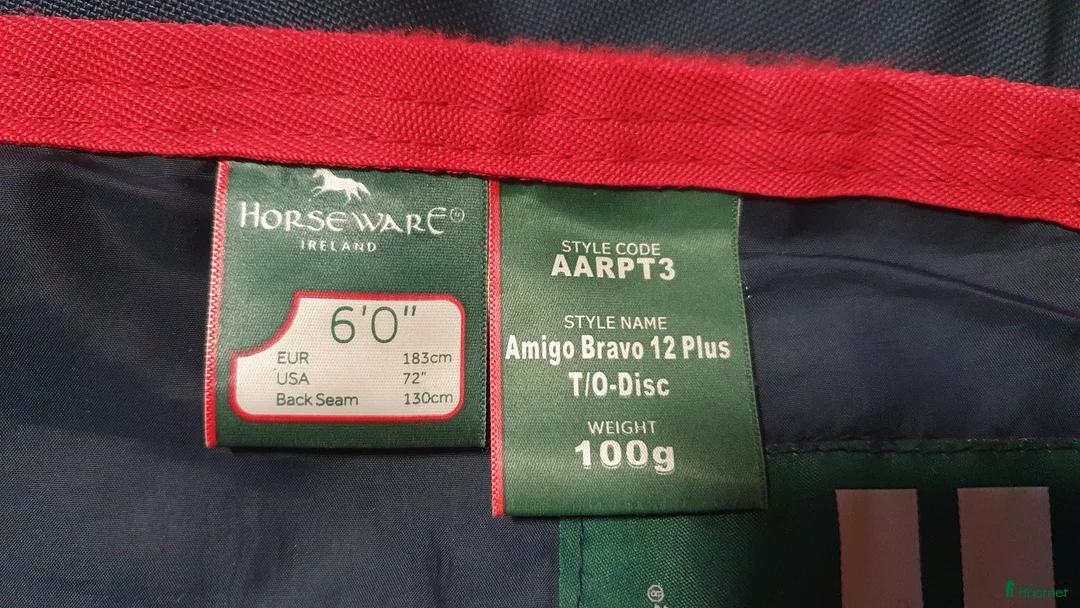 HORSEWARE
IRELAND
6'0"
EUR 183cm
USA 72"
Back Seam 130cm
STYLE CODE
AARPT3
STYLE NAME
Amigo Bravo 12 Plus
T/O-Disc
WEIGHT
100g